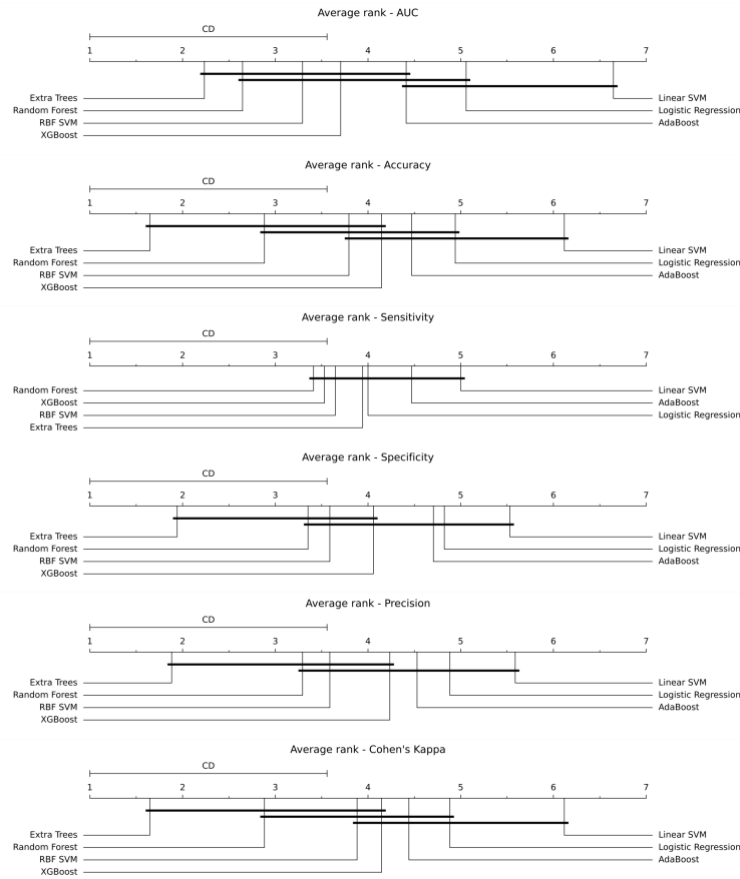 Average rank - AUC
CD
1 2 3 4 5 6 7
Extra Trees Linear SVM
Random Forest Logistic Regression
RBF SVM AdaBoost
XGBoost
Average rank - Accuracy
CD
1 2 3 4 5 6 7
Extra Trees Linear SVM
Random Forest Logistic Regression
RBF SVM AdaBoost
XGBoost
Average rank - Sensitivity
CD
1 2 3 4 5 6 7
Random Forest Linear SVM
XGBoost AdaBoost
RBF SVM Logistic Regression
Extra Trees
Average rank - Specificity
CD
1 2 3 4 5 6 7
Extra Trees Linear SVM
Random Forest Logistic Regression
RBF SVM AdaBoost
XGBoost
Average rank - Precision
CD
1 2 3 4 5 6 7
Extra Trees Linear SVM
Random Forest Logistic Regression
RBF SVM AdaBoost
XGBoost
Average rank - Cohen's Kappa
CD
1 2 3 4 5 6 7
Extra Trees Linear SVM
Random Forest Logistic Regression
RBF SVM AdaBoost
XGBoost